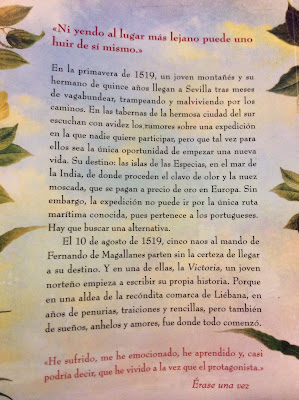 «Ni yendo al lugar más lejano puede uno
huir de sí mismo.»
En la primavera de 1519, un joven montañés y su
hermano de quince años llegan a Sevilla tras meses
de vagabundear, trampeando y malviviendo por los
caminos. En las tabernas de la hermosa ciudad del sur
escuchan con avidez los rumores sobre una expedición
en la que nadie quiere participar, pero que tal vez para
ellos sea la única oportunidad de empezar una nueva
vida. Su destino: las islas de las Especias, en el mar de
la India, de donde proceden el clavo de olor y la nuez
moscada, que se pagan a precio de oro en Europa. Sin
embargo, la expedición no puede ir por la única ruta
marítima conocida, pues pertenece a los portugueses.
Hay que buscar una alternativa.
El 10 de agosto de 1519, cinco naos al mando de
Fernando de Magallanes parten sin la certeza de llegar
a su destino. Y en una de ellas, la Victoria, un joven
norteño empieza a escribir su propia historia. Porque
en una aldea de la recóndita comarca de Liébana, en
años de penurias, traiciones y rencillas, pero también
de sueños, anhelos y amores, fue donde todo comenzó.
«He sufrido, me he emocionado, he aprendido y, casi
podría decir, que he vivido a la vez que el protagonista.»
Érase una vez